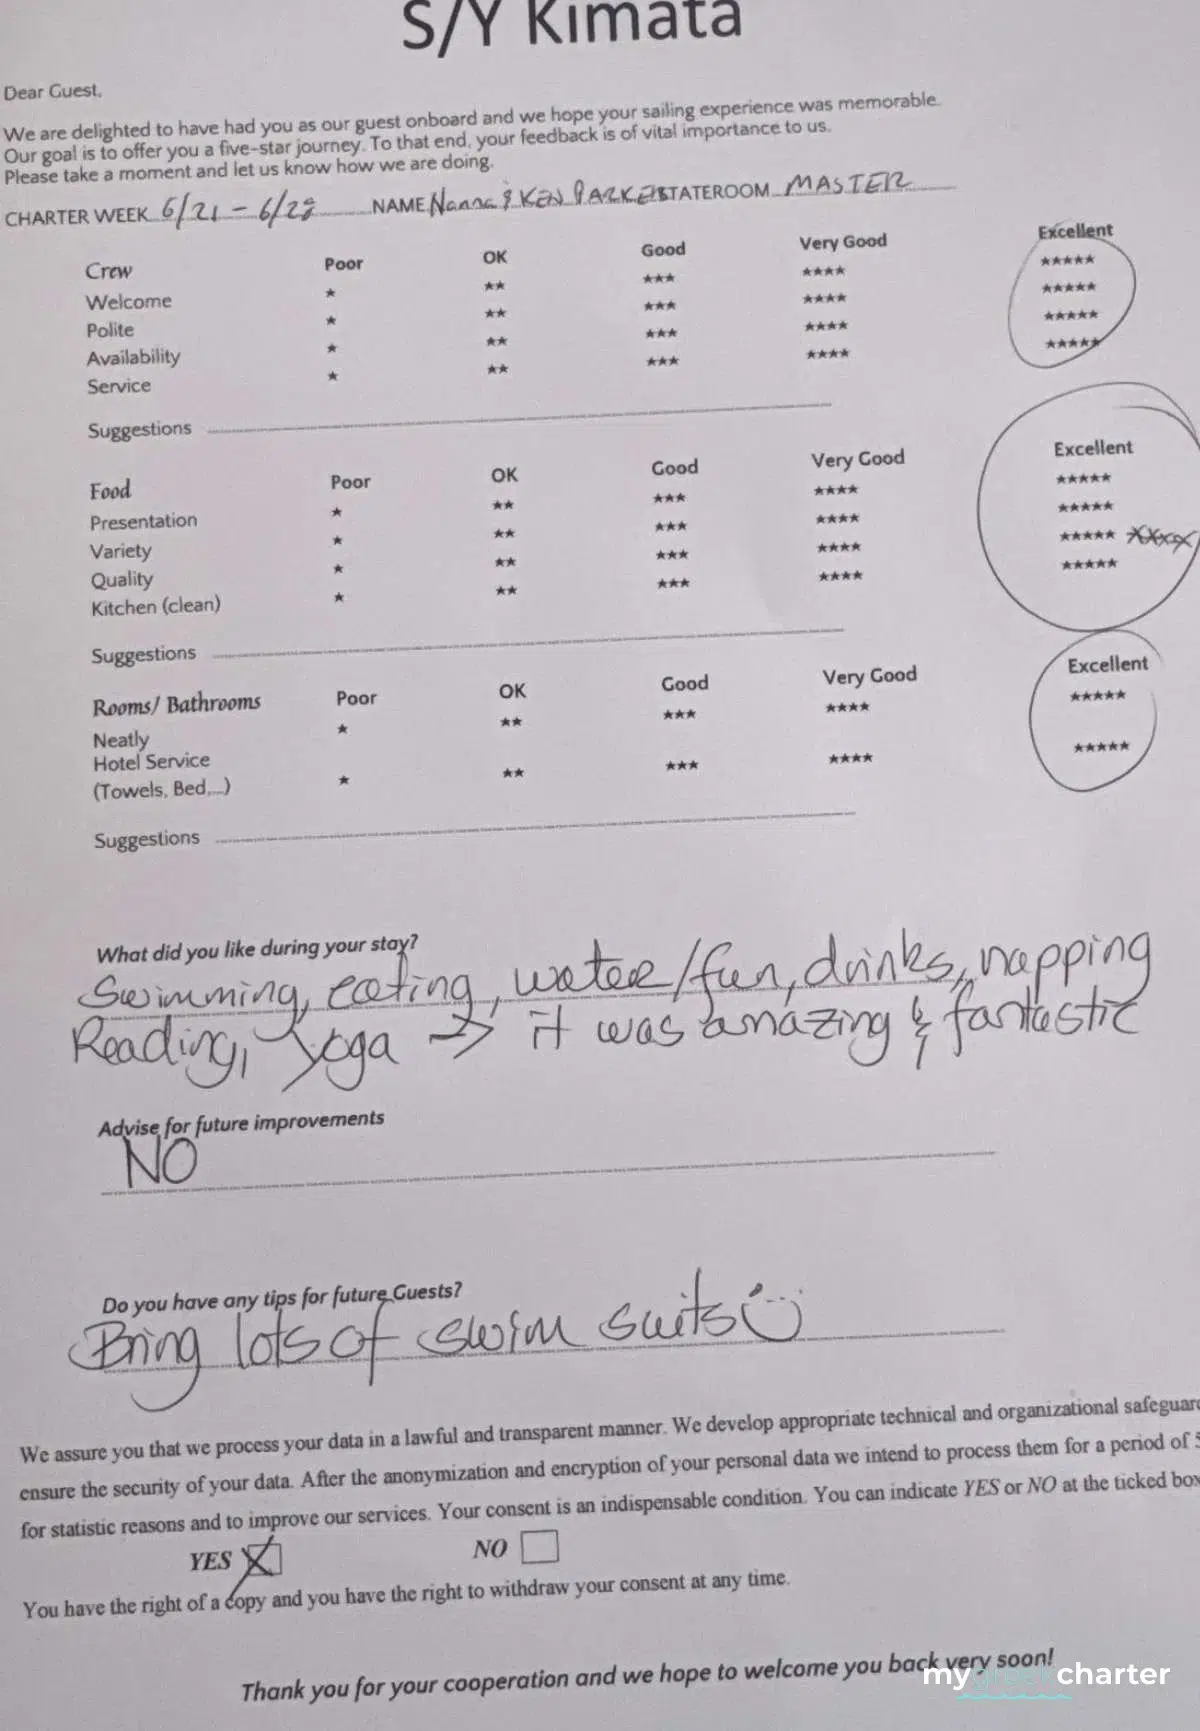 S/Y Kimata
Dear Guest,
We are delighted to have had you as our guest onboard and we hope your sailing experience was memorable.
Our goal is to offer you a five-star journey. To that end, your feedback is of vital importance to us.
Please take a moment and let us know how we are doing.
CHARTER WEEK 6/21 - 6/28 NAME Nanna & KEN PARKER STATEROOM MASTER
Crew Poor OK Good Very Good Excellent
Welcome ★ ★★ ★★★ ★★★★ ★★★★★
Polite ★ ★★ ★★★ ★★★★ ★★★★★
Availability ★ ★★ ★★★ ★★★★ ★★★★★
Service ★ ★★ ★★★ ★★★★ ★★★★★
Suggestions
Food Poor OK Good Very Good Excellent
Presentation ★ ★★ ★★★ ★★★★ ★★★★★
Variety ★ ★★ ★★★ ★★★★ ★★★★★
Quality ★ ★★ ★★★ ★★★★ ★★★★★ XXXX
Kitchen (clean) ★ ★★ ★★★ ★★★★ ★★★★★
Suggestions
Rooms/ Bathrooms Poor OK Good Very Good Excellent
Neatly ★ ★★ ★★★ ★★★★ ★★★★★
Hotel Service
(Towels, Bed,...) ★ ★★ ★★★ ★★★★ ★★★★★
Suggestions
What did you like during your stay?
Swimming, eating, water/fun, drinks, napping
Reading, yoga → it was amazing & fantastic
Advise for future improvements
NO
Do you have any tips for future Guests?
Bring lots of swim suits
We assure you that we process your data in a lawful and transparent manner. We develop appropriate technical and organizational safeguar
ensure the security of your data. After the anonymization and encryption of your personal data we intend to process them for a period of 5
for statistic reasons and to improve our services. Your consent is an indispensable condition. You can indicate YES or NO at the ticked box
YES X NO
You have the right of a copy and you have the right to withdraw your consent at any time.
Thank you for your cooperation and we hope to welcome you back very soon!
mygreekcharter